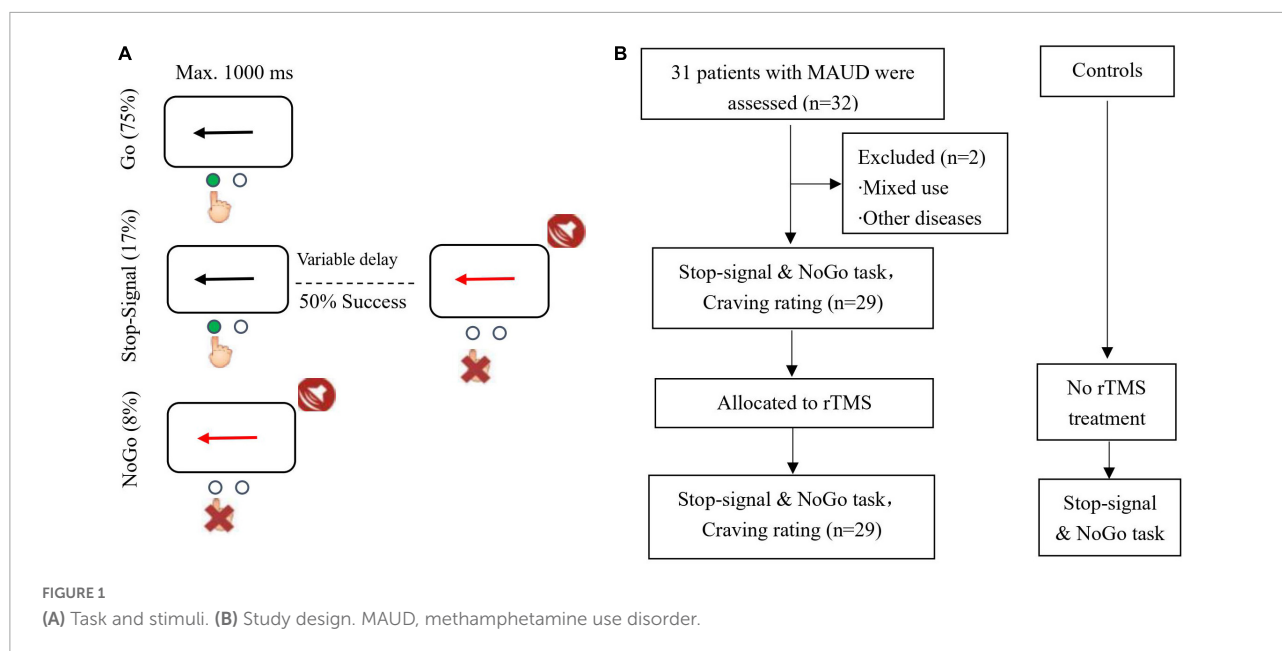 A
Max. 1000 ms
Go (75%)
Stop-Signal (17%)
Variable delay
50% Success
NoGo (8%)
B
31 patients with MAUD were
assessed (n=32)
Excluded (n=2)
·Mixed use
·Other diseases
Stop-signal & NoGo task,
Craving rating (n=29)
Allocated to rTMS
Stop-signal & NoGo task,
Craving rating (n=29)
Controls
No rTMS
treatment
Stop-signal
& NoGo task
FIGURE 1
(A) Task and stimuli. (B) Study design. MAUD, methamphetamine use disorder.